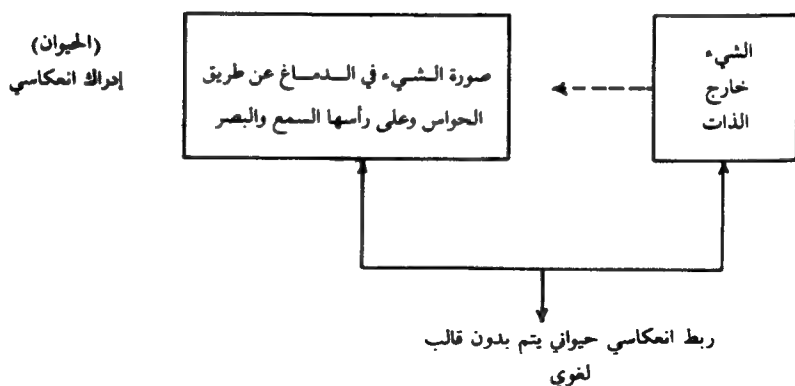 الشيء
خارج
الذات
صورة الشيء في الدماغ عن طريق
الحواس وعلى رأسها السمع والبصر
(الحيوان)
إدراك انعكاسي
ربط انعكاسي حيواني يتم بدون قالب
لغوي